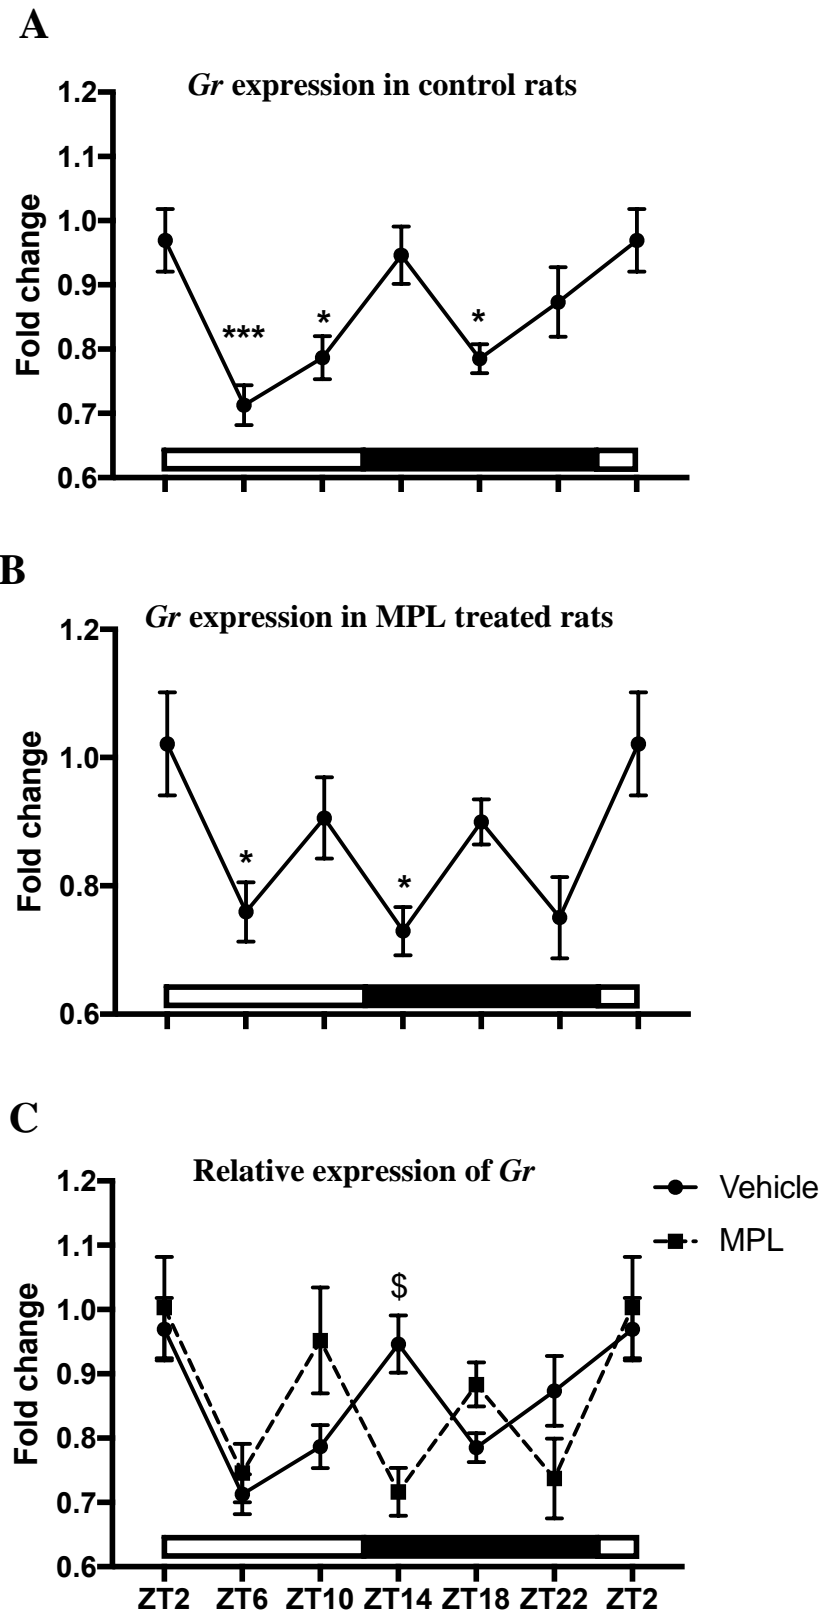 A
Gr expression in control rats
1.2
1.1
1.0
0.9
0.8
0.7
0.6
Fold change
***
*
*
B
Gr expression in MPL treated rats
1.2
1.0
0.8
0.6
Fold change
*
*
C
Relative expression of Gr
Vehicle
MPL
1.2
1.1
1.0
0.9
0.8
0.7
0.6
Fold change
$
ZT2 ZT6 ZT10 ZT14 ZT18 ZT22 ZT2